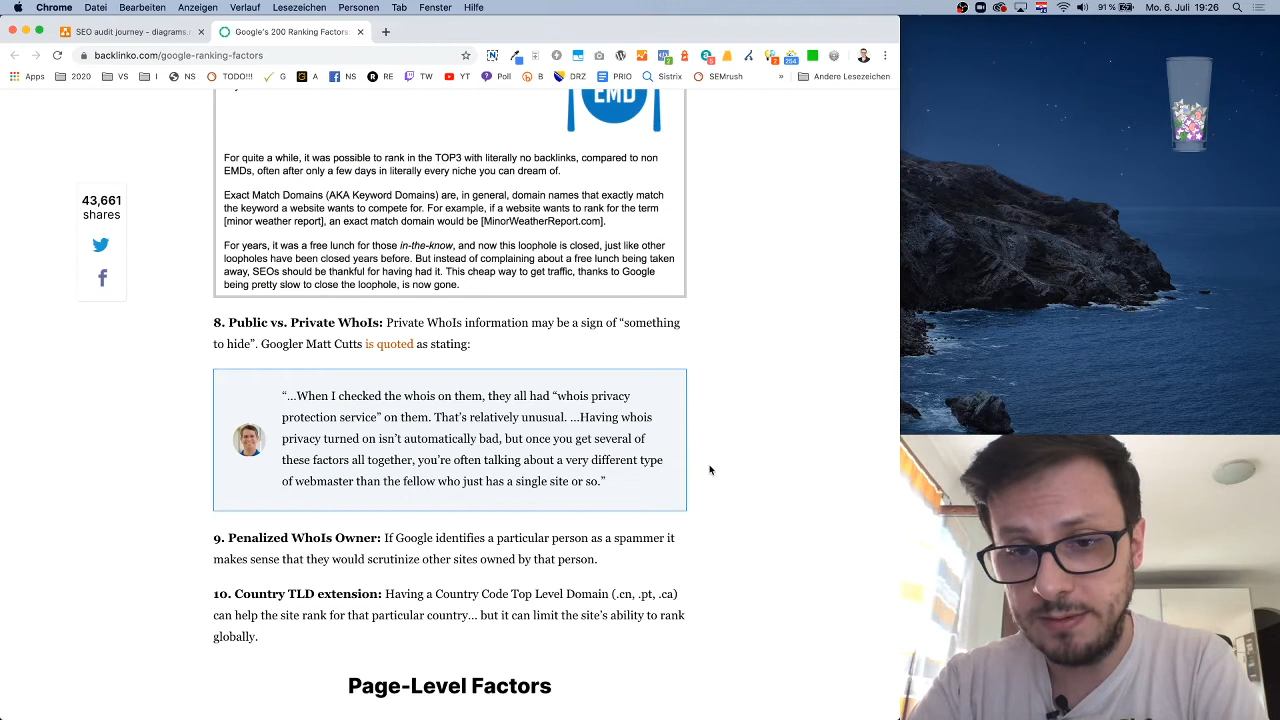 Chrome Datei Bearbeiten Anzeigen Verlauf Lesezeichen Personen Tab Fenster Hilfe
91 % Mo. 6. Juli 19:26
SEO audit journey - diagrams.n
Google's 200 Ranking Factors:
backlinko.com/google-ranking-factors
Apps 2020 VS I NS TODO!!! G A NS RE TW YT Poll B DRZ PRIO Sistrix SEMrush » Andere Lesezeichen
EMD
For quite a while, it was possible to rank in the TOP3 with literally no backlinks, compared to non
EMDs, often after only a few days in literally every niche you can dream of.
Exact Match Domains (AKA Keyword Domains) are, in general, domain names that exactly match
the keyword a website wants to compete for. For example, if a website wants to rank for the term
[minor weather report], an exact match domain would be [MinorWeatherReport.com].
For years, it was a free lunch for those in-the-know, and now this loophole is closed, just like other
loopholes have been closed years before. But instead of complaining about a free lunch being taken
away, SEOs should be thankful for having had it. This cheap way to get traffic, thanks to Google
being pretty slow to close the loophole, is now gone.
43,661
shares
8. Public vs. Private WhoIs: Private WhoIs information may be a sign of “something
to hide”. Googler Matt Cutts is quoted as stating:
“…When I checked the whois on them, they all had “whois privacy
protection service” on them. That’s relatively unusual. …Having whois
privacy turned on isn’t automatically bad, but once you get several of
these factors all together, you’re often talking about a very different type
of webmaster than the fellow who just has a single site or so.”
9. Penalized WhoIs Owner: If Google identifies a particular person as a spammer it
makes sense that they would scrutinize other sites owned by that person.
10. Country TLD extension: Having a Country Code Top Level Domain (.cn, .pt, .ca)
can help the site rank for that particular country… but it can limit the site’s ability to rank
globally.
Page-Level Factors